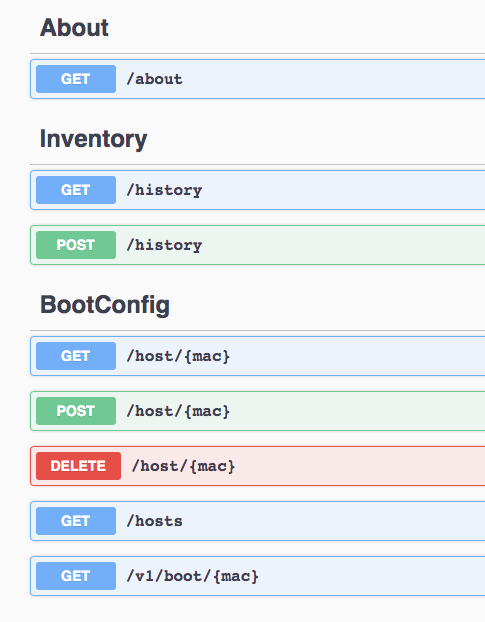 About
GET /about
Inventory
GET /history
POST /history
BootConfig
GET /host/{mac}
POST /host/{mac}
DELETE /host/{mac}
GET /hosts
GET /v1/boot/{mac}